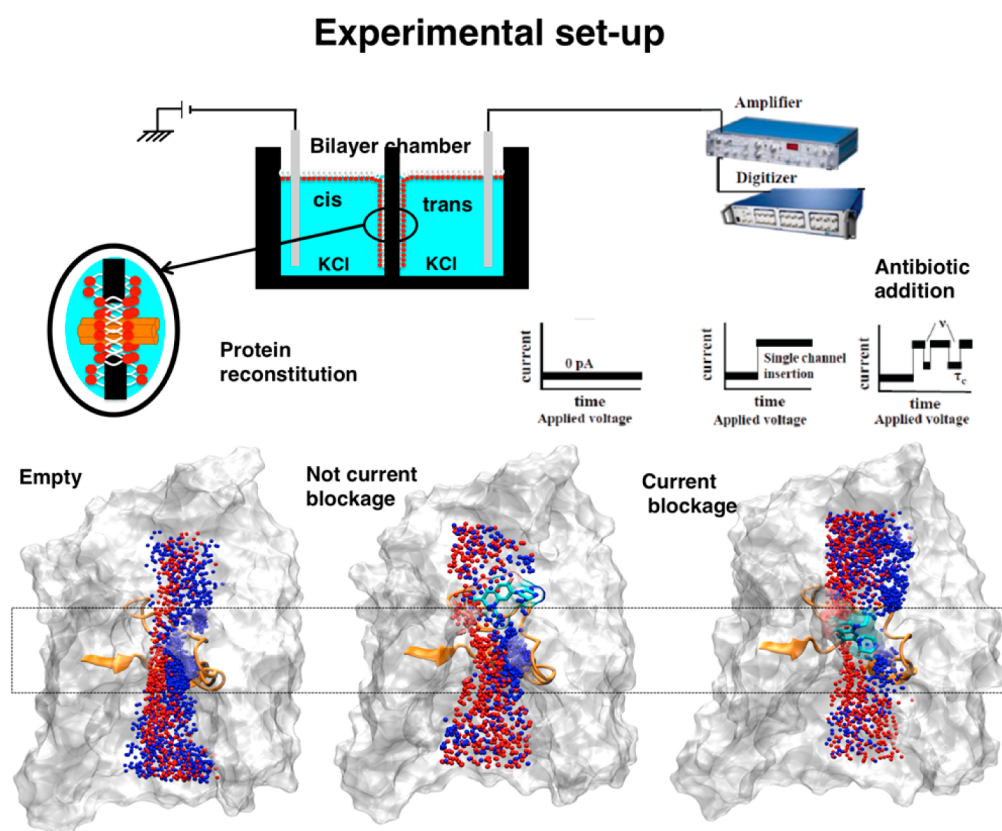 Experimental set-up
Amplifier
Bilayer chamber
Digitizer
cis
trans
KCl
KCl
Antibiotic
addition
Protein
reconstitution
current
0 pA
time
Applied voltage
current
Single channel
insertion
time
Applied voltage
current
ν
τc
time
Applied voltage
Empty
Not current
blockage
Current
blockage